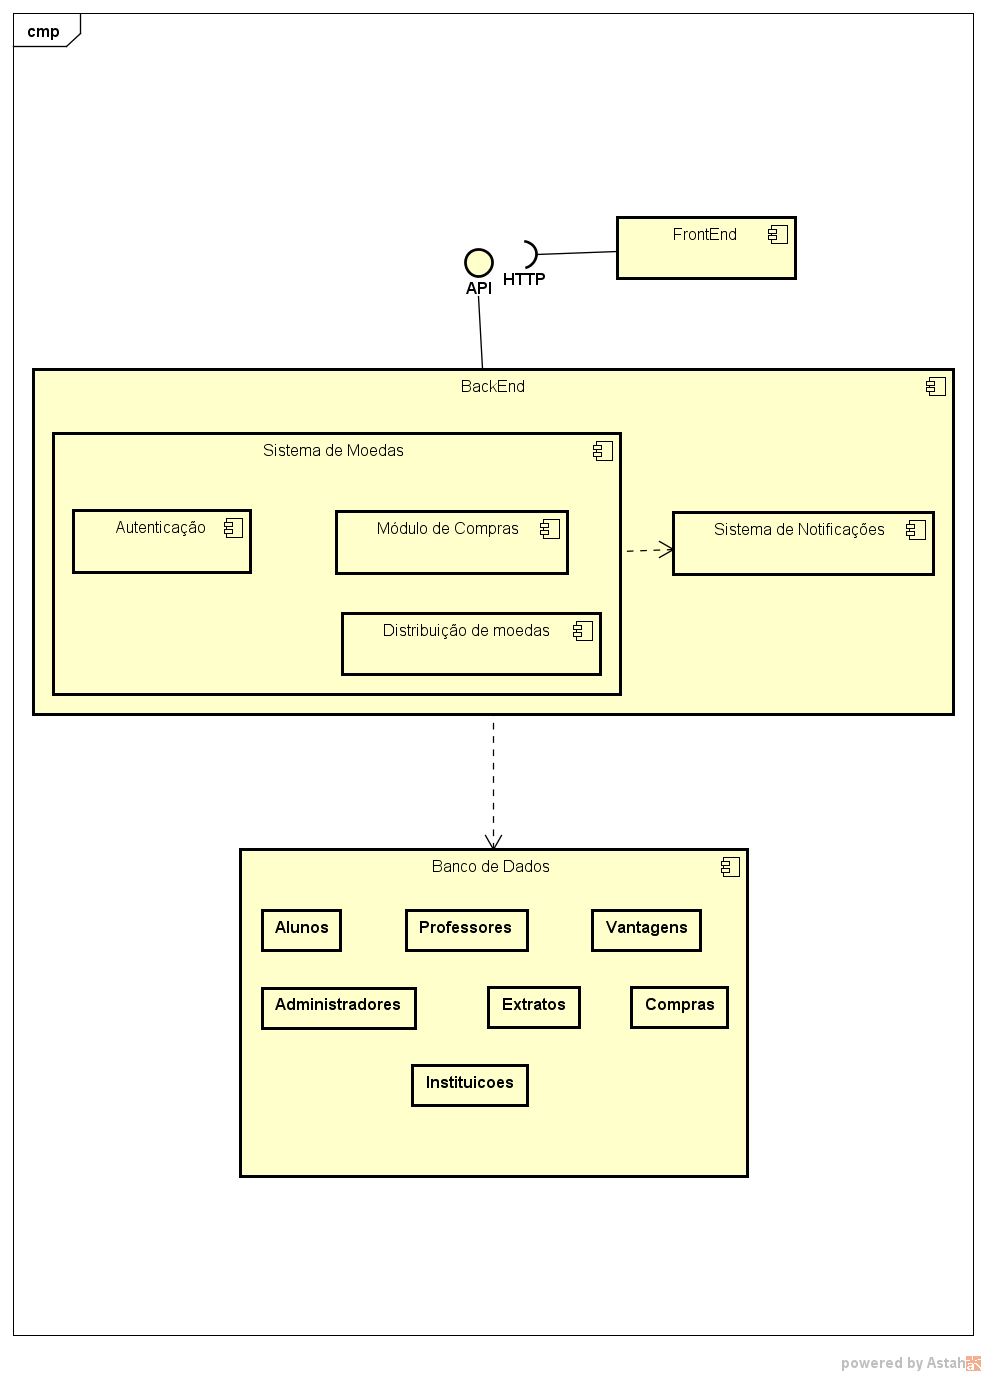 cmp
FrontEnd
API
HTTP
BackEnd
Sistema de Moedas
Autenticação
Módulo de Compras
Sistema de Notificações
Distribuição de moedas
Banco de Dados
Alunos
Professores
Vantagens
Administradores
Extratos
Compras
Instituicoes
powered by Astah